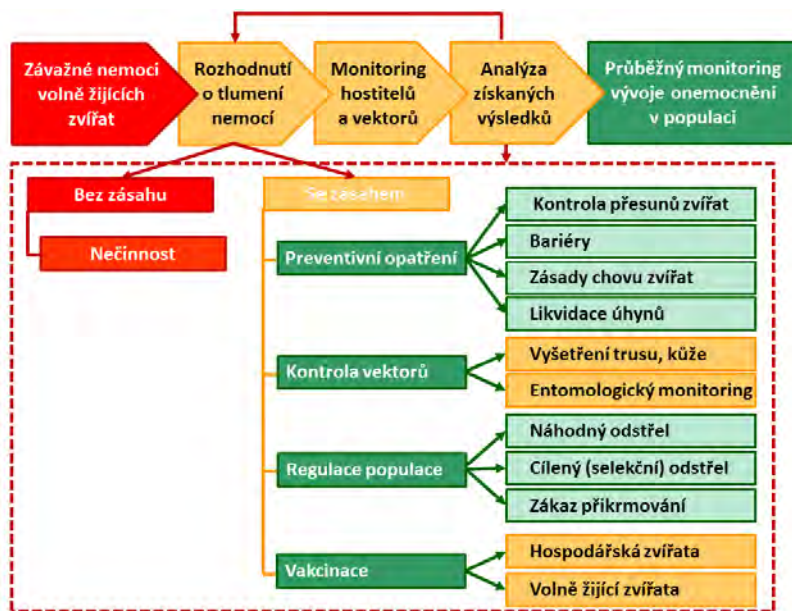 Závažné nemoci
volně žijících
zvířat
Rozhodnutí
o tlumení
nemocí
Monitoring
hostitelů
a vektorů
Analýza
získaných
výsledků
Průběžný monitoring
vývoje onemocnění
v populaci
Bez zásahu
Nečinnost
Se zásahem
Preventivní opatření
Kontrola přesunů zvířat
Bariéry
Zásady chovu zvířat
Likvidace úhynů
Kontrola vektorů
Vyšetření trusu, kůže
Entomologický monitoring
Regulace populace
Náhodný odstřel
Cílený (selekční) odstřel
Zákaz přikrmování
Vakcinace
Hospodářská zvířata
Volně žijící zvířata